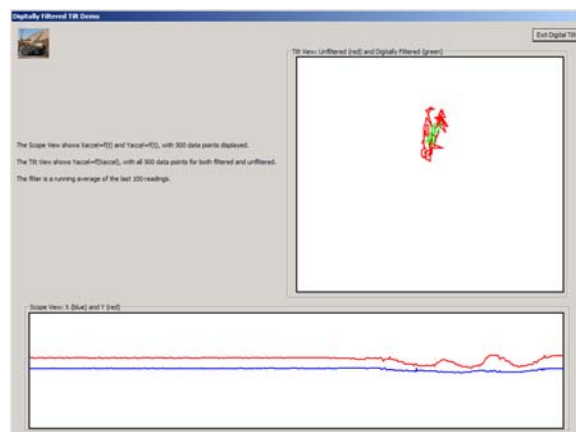 Digitally Filtered Tilt Demo
Exit Digital Tilt
Tilt View: Unfiltered (red) and Digitally Filtered (green)
The Scope View shows Xaccel=f(t) and Yaccel=f(t), with 500 data points displayed.
The Tilt View shows Yaccel=f(Xaccel), with all 500 data points for both filtered and unfiltered.
The filter is a running average of the last 100 readings.
Scope View: X (blue) and Y (red)